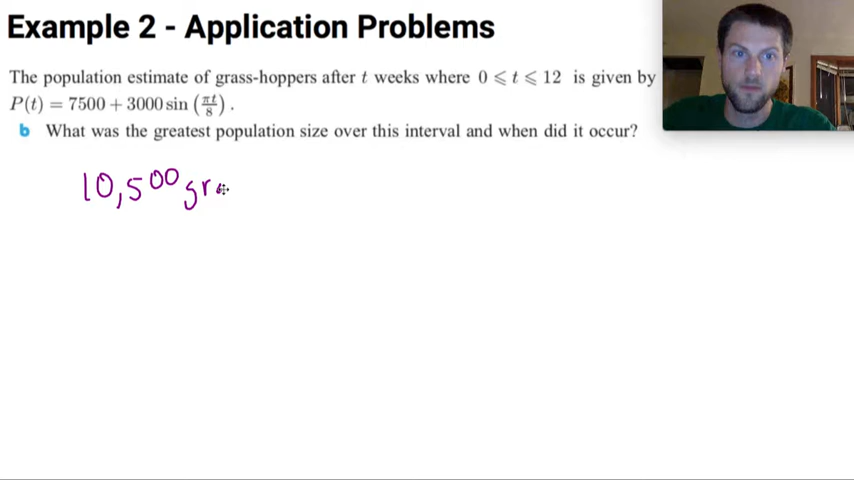 Example 2 - Application Problems
The population estimate of grass-hoppers after t weeks where 0 ⩽ t ⩽ 12 is given by
P(t) = 7500 + 3000 sin (πt/8) .
b What was the greatest population size over this interval and when did it occur?
10,500 gra